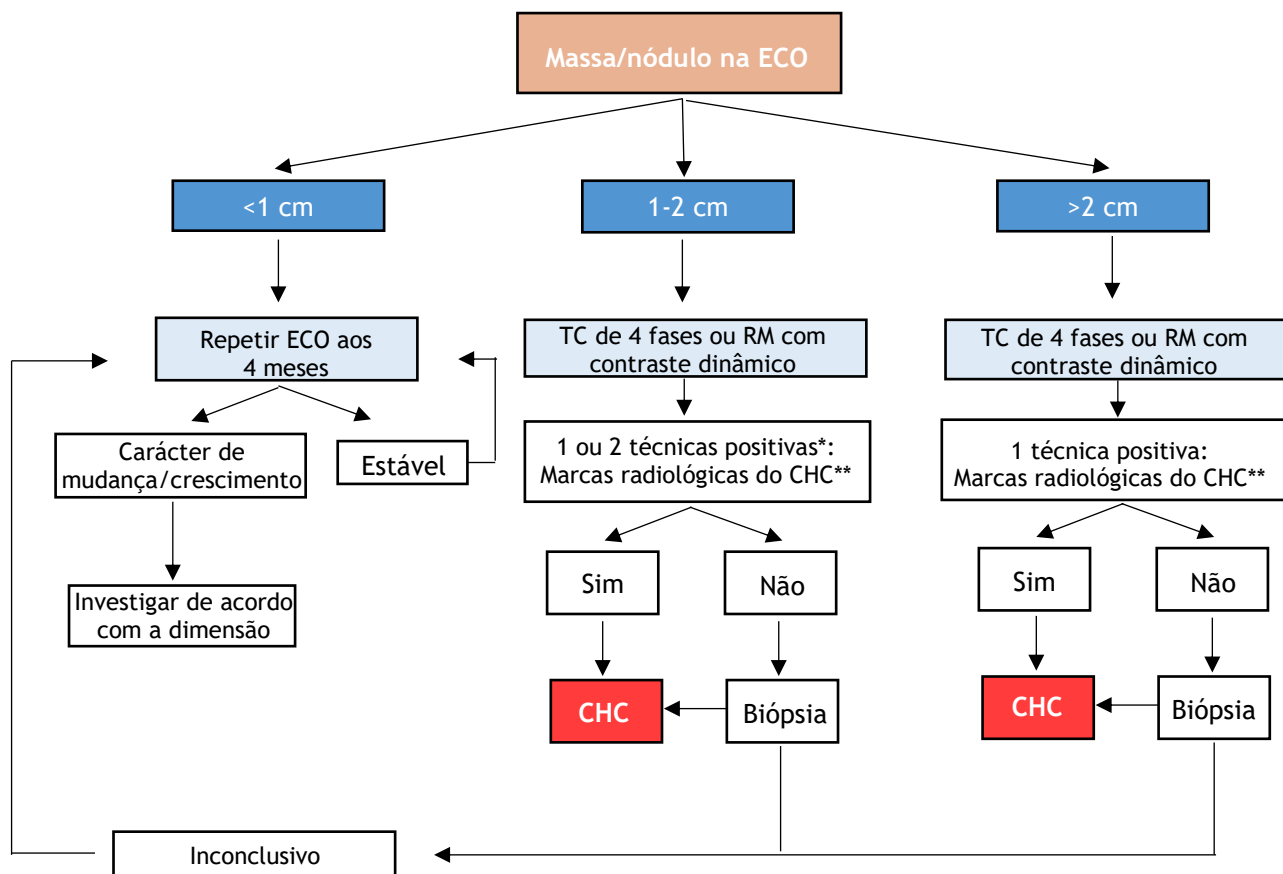 Massa/nódulo na ECO
<1 cm
1-2 cm
>2 cm
Repetir ECO aos
4 meses
TC de 4 fases ou RM com
contraste dinâmico
TC de 4 fases ou RM com
contraste dinâmico
Carácter de
mudança/crescimento
Estável
1 ou 2 técnicas positivas*:
Marcas radiológicas do CHC**
1 técnica positiva:
Marcas radiológicas do CHC**
Investigar de acordo
com a dimensão
Sim
Não
Sim
Não
CHC
Biópsia
CHC
Biópsia
Inconclusivo